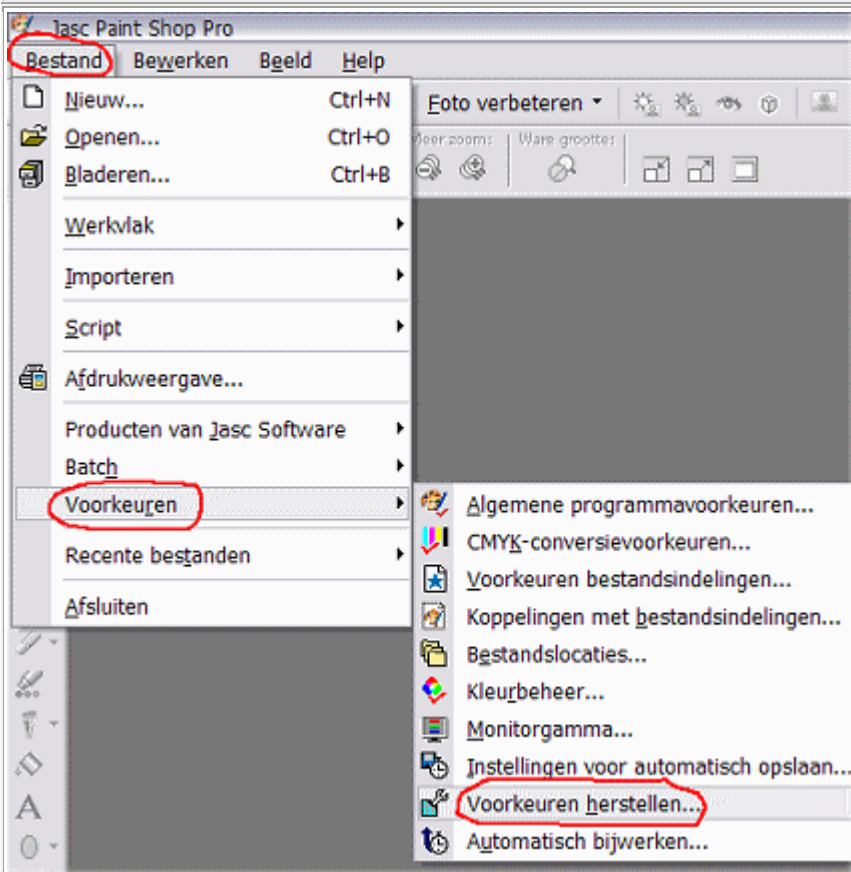 Jasc Paint Shop Pro
Bestand Bewerken Beeld Help
Nieuw... Ctrl+N
Openen... Ctrl+O
Bladeren... Ctrl+B
Werkvlak
Importeren
Script
Afdrukweergave...
Producten van Jasc Software
Batch
Voorkeuren
Recente bestanden
Afsluiten
Foto verbeteren
Meer zoom: Ware grootte:
Algemene programmavoorkeuren...
CMYK-conversievoorkeuren...
Voorkeuren bestandsindelingen...
Koppelingen met bestandsindelingen...
Bestandslocaties...
Kleurbeheer...
Monitorgamma...
Instellingen voor automatisch opslaan...
Voorkeuren herstellen...
Automatisch bijwerken...